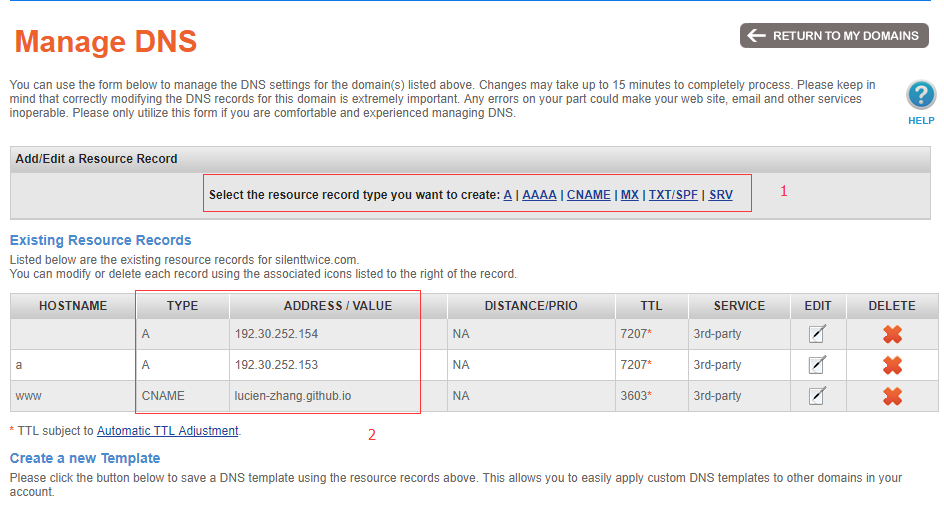 Manage DNS
RETURN TO MY DOMAINS
You can use the form below to manage the DNS settings for the domain(s) listed above. Changes may take up to 15 minutes to completely process. Please keep in
mind that correctly modifying the DNS records for this domain is extremely important. Any errors on your part could make your web site, email and other services
inoperable. Please only utilize this form if you are comfortable and experienced managing DNS.
?
HELP
Add/Edit a Resource Record
Select the resource record type you want to create: A | AAAA | CNAME | MX | TXT/SPF | SRV
1
Existing Resource Records
Listed below are the existing resource records for silenttwice.com.
You can modify or delete each record using the associated icons listed to the right of the record.
HOSTNAME TYPE ADDRESS / VALUE DISTANCE/PRIO TTL SERVICE EDIT DELETE
A 192.30.252.154 NA 7207* 3rd-party
a A 192.30.252.153 NA 7207* 3rd-party
www CNAME lucien-zhang.github.io NA 3603* 3rd-party
* TTL subject to Automatic TTL Adjustment.
2
Create a new Template
Please click the button below to save a DNS template using the resource records above. This allows you to easily apply custom DNS templates to other domains in your
account.